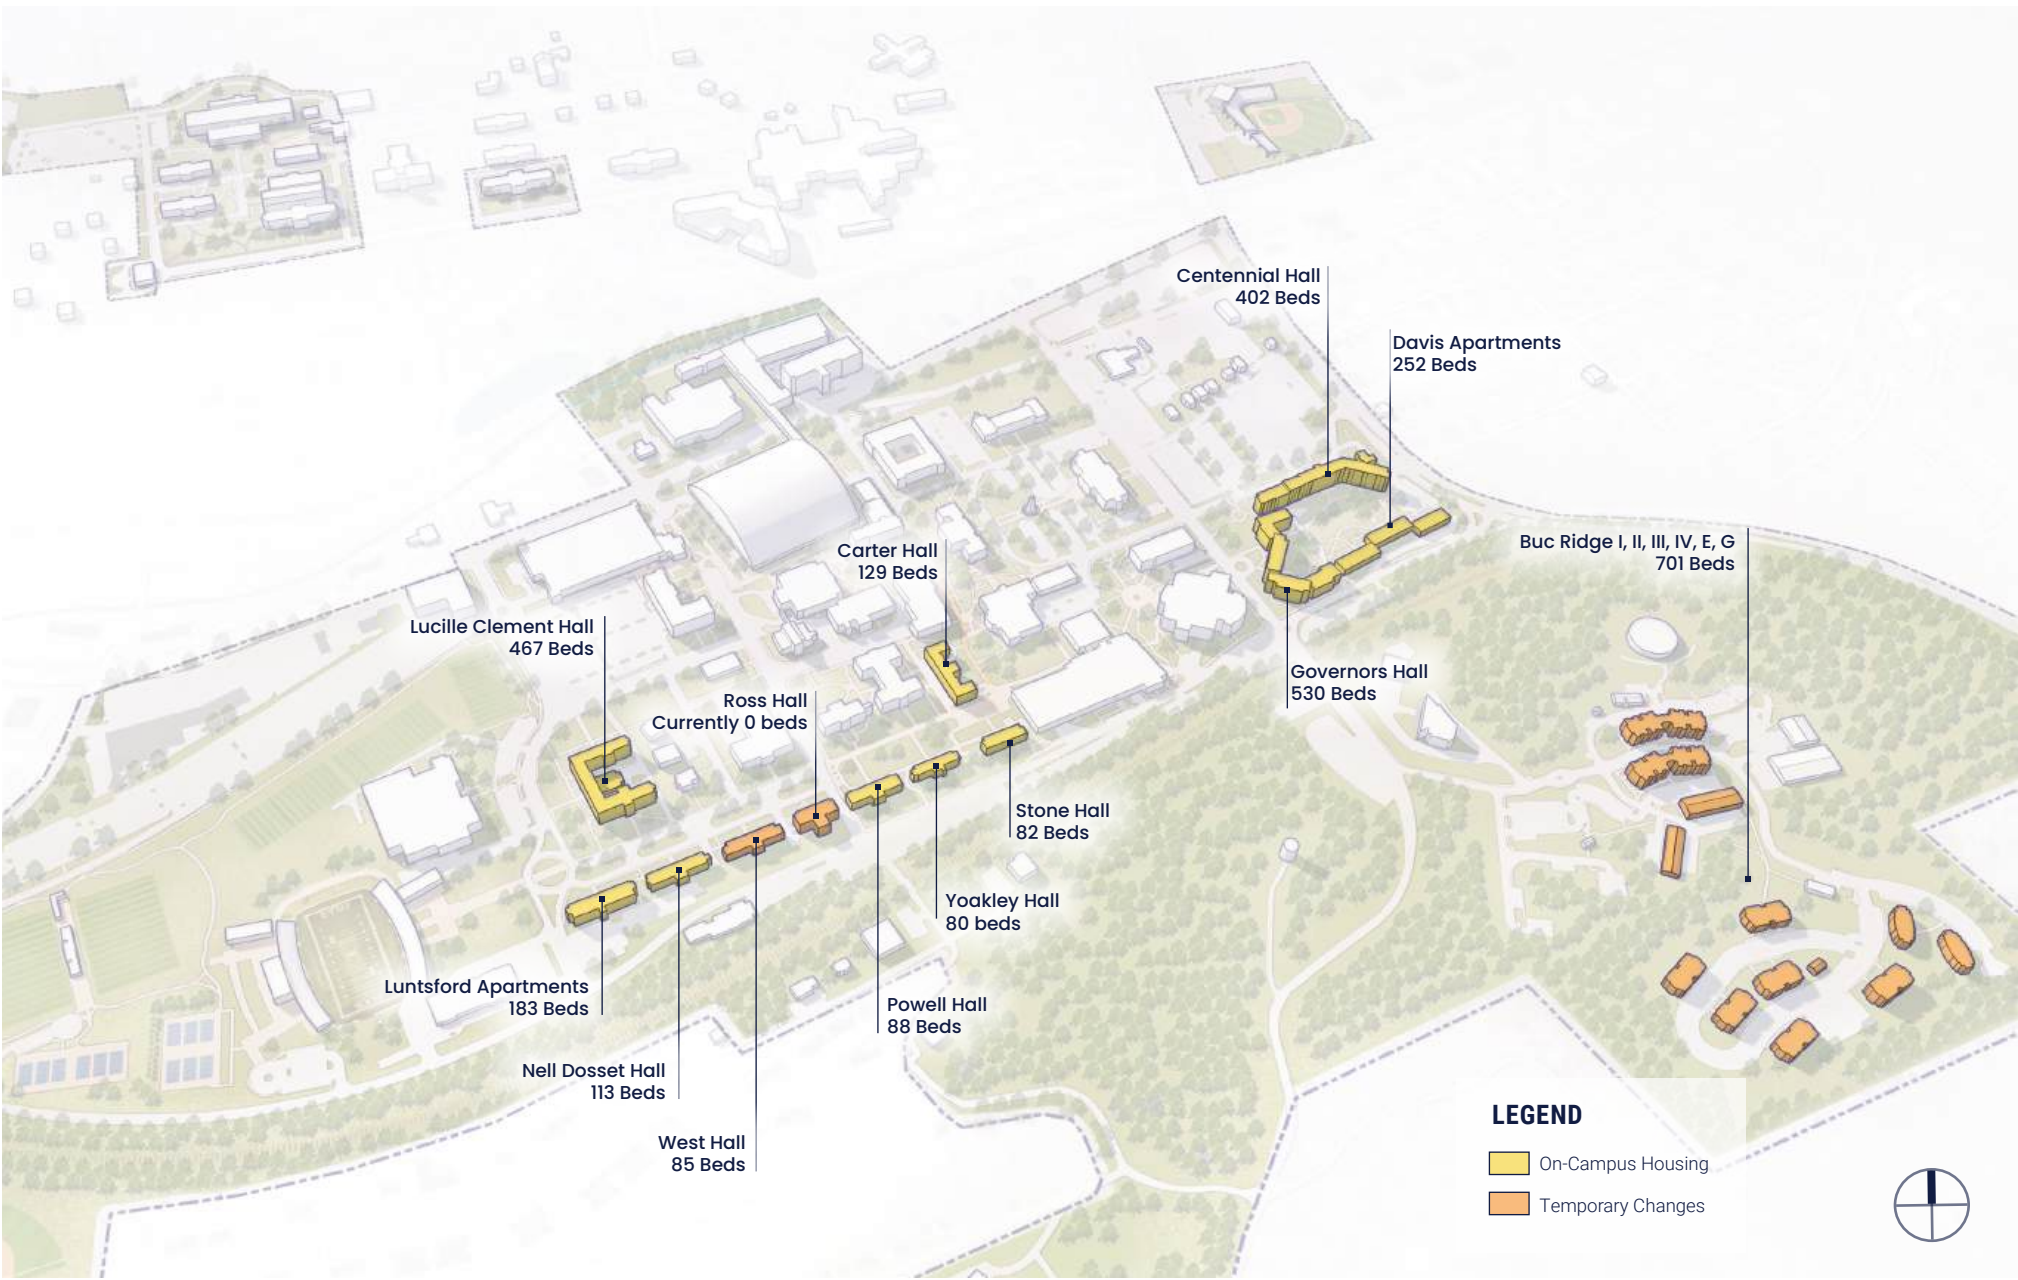 Centennial Hall
402 Beds
Davis Apartments
252 Beds
Buc Ridge I, II, III, IV, E, G
701 Beds
Carter Hall
129 Beds
Lucille Clement Hall
467 Beds
Governors Hall
530 Beds
Ross Hall
Currently 0 beds
Stone Hall
82 Beds
Yoakley Hall
80 beds
Luntsford Apartments
183 Beds
Powell Hall
88 Beds
Nell Dosset Hall
113 Beds
West Hall
85 Beds
LEGEND
On-Campus Housing
Temporary Changes